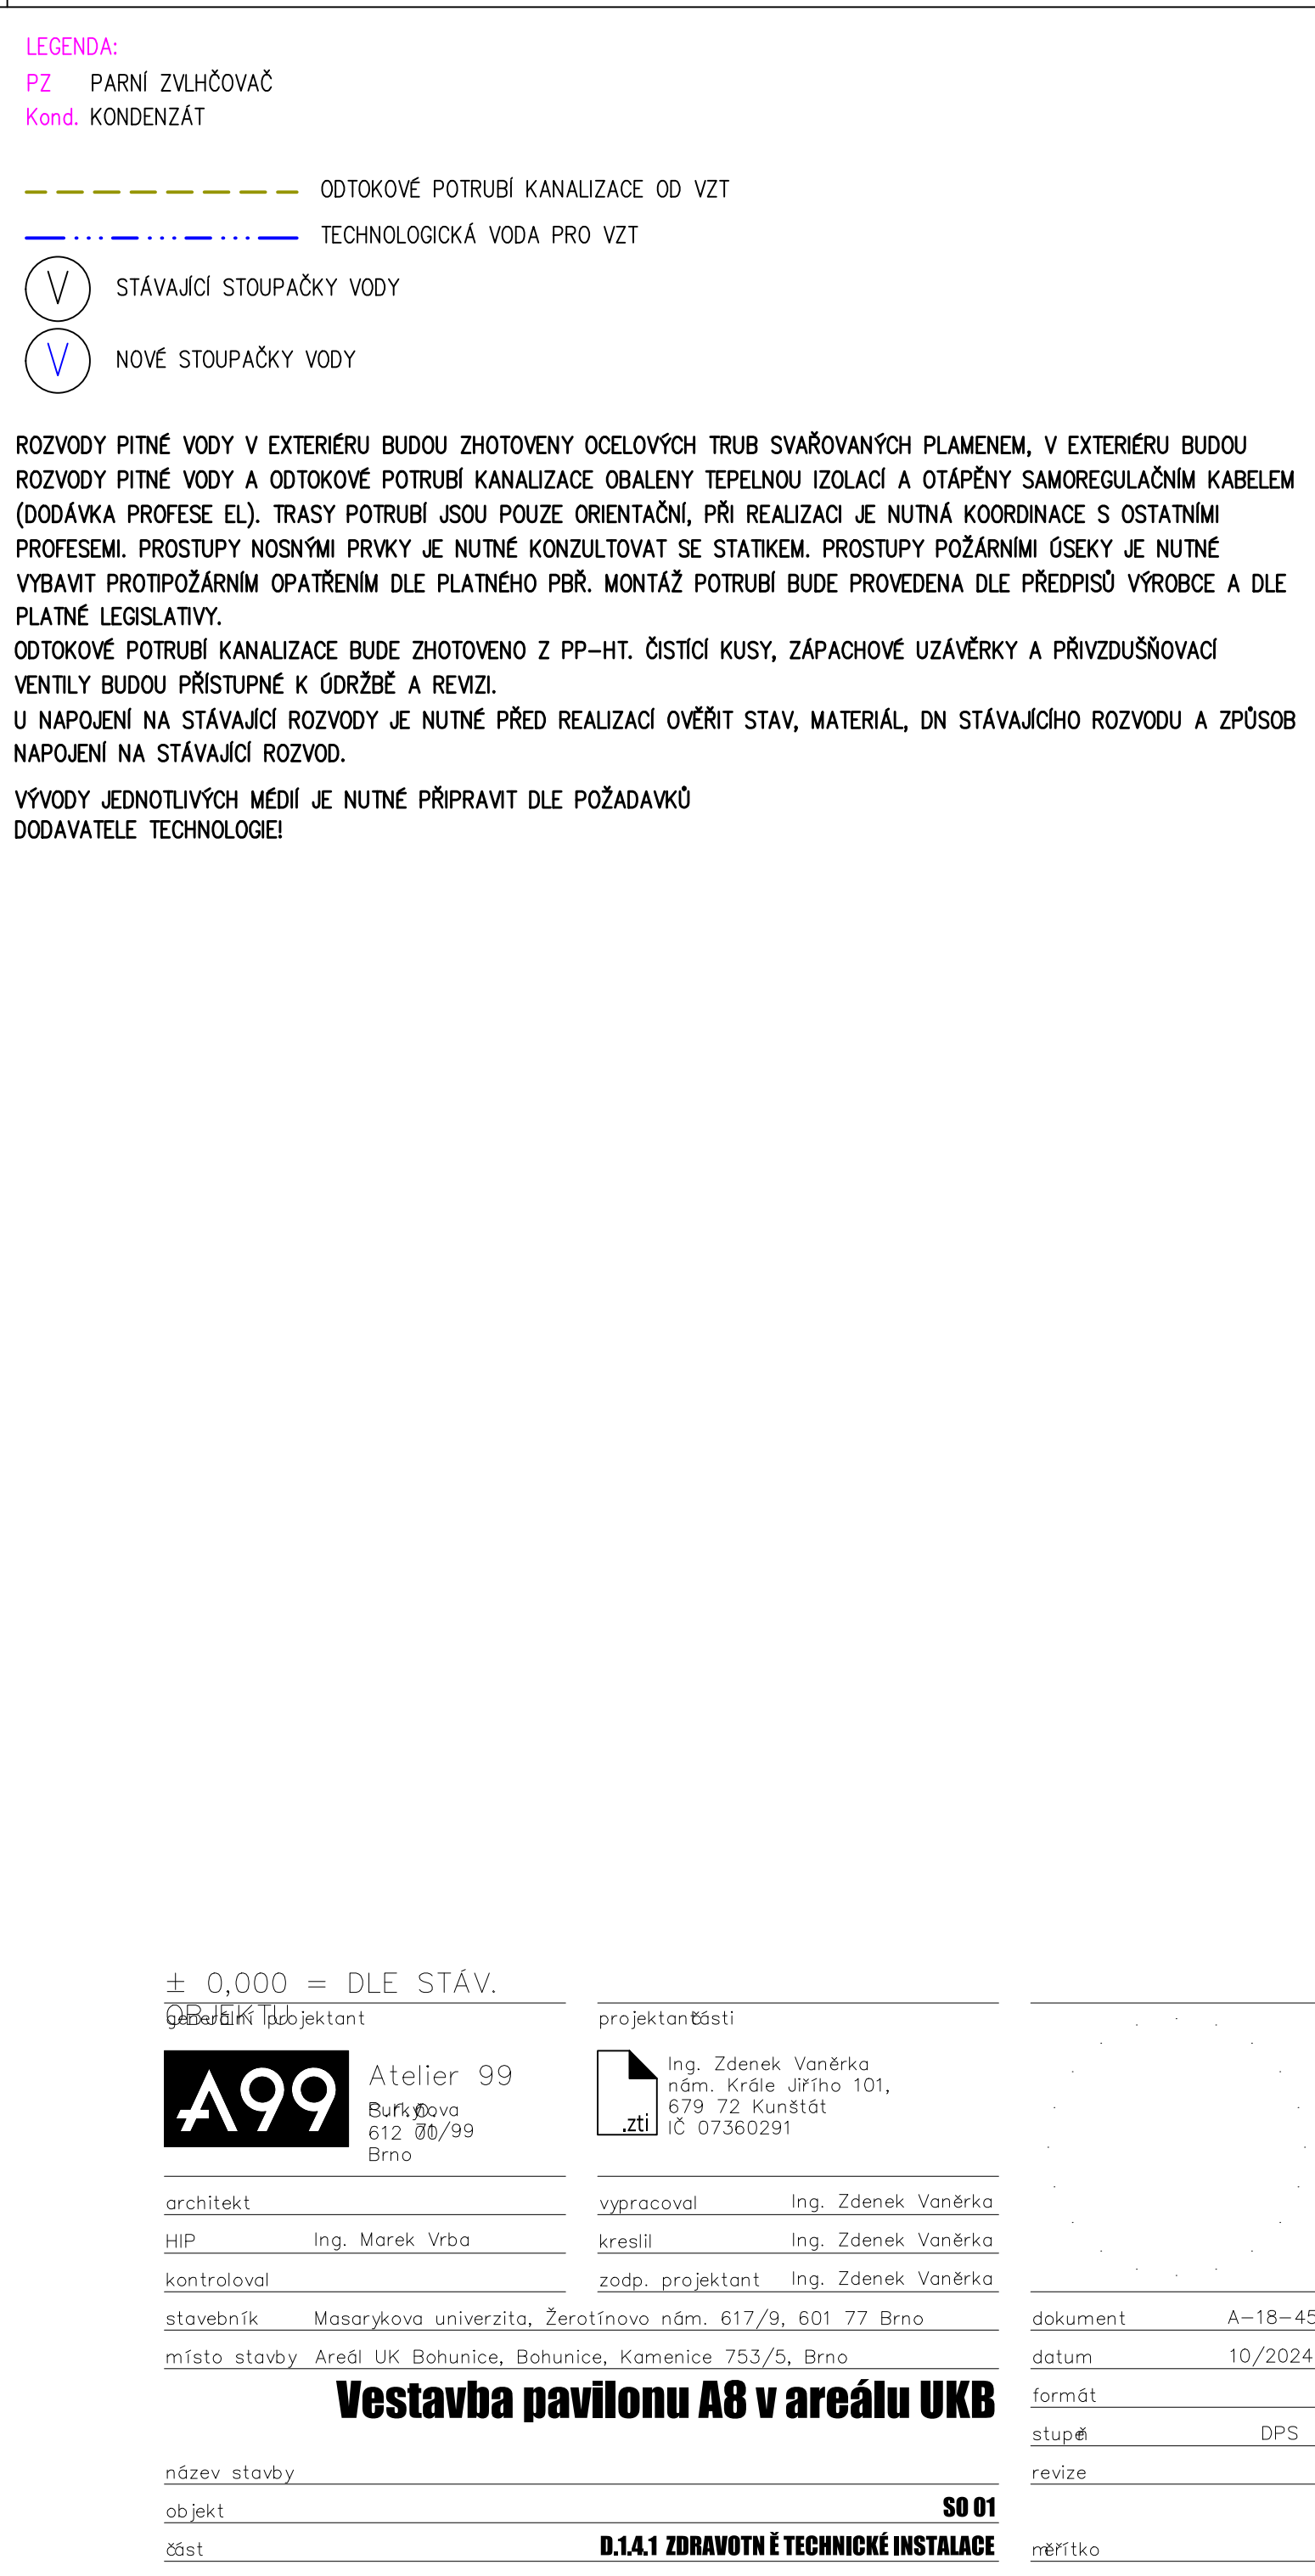 LEGENDA:
PZ PARNÍ ZVLHČOVAČ
Kond. KONDENZÁT
ODTOKOVÉ POTRUBÍ KANALIZACE OD VZT
TECHNOLOGICKÁ VODA PRO VZT
V STÁVAJÍCÍ STOUPAČKY VODY
V NOVÉ STOUPAČKY VODY
ROZVODY PITNÉ VODY V EXTERIÉRU BUDOU ZHOTOVENY OCELOVÝCH TRUB SVAŘOVANÝCH PLAMENEM, V EXTERIÉRU BUDOU
ROZVODY PITNÉ VODY A ODTOKOVÉ POTRUBÍ KANALIZACE OBALENY TEPELNOU IZOLACÍ A OTÁPĚNY SAMOREGULAČNÍM KABELEM
(DODÁVKA PROFESE EL). TRASY POTRUBÍ JSOU POUZE ORIENTAČNÍ, PŘI REALIZACI JE NUTNÁ KOORDINACE S OSTATNÍMI
PROFESEMI. PROSTUPY NOSNÝMI PRVKY JE NUTNÉ KONZULTOVAT SE STATIKEM. PROSTUPY POŽÁRNÍMI ÚSEKY JE NUTNÉ
VYBAVIT PROTIPOŽÁRNÍM OPATŘENÍM DLE PLATNÉHO PBŘ. MONTÁŽ POTRUBÍ BUDE PROVEDENA DLE PŘEDPISŮ VÝROBCE A DLE
PLATNÉ LEGISLATIVY.
ODTOKOVÉ POTRUBÍ KANALIZACE BUDE ZHOTOVENO Z PP-HT. ČISTÍCÍ KUSY, ZÁPACHOVÉ UZÁVĚRKY A PŘIVZDUŠŇOVACÍ
VENTILY BUDOU PŘÍSTUPNÉ K ÚDRŽBĚ A REVIZI.
U NAPOJENÍ NA STÁVAJÍCÍ ROZVODY JE NUTNÉ PŘED REALIZACÍ OVĚŘIT STAV, MATERIÁL, DN STÁVAJÍCÍHO ROZVODU A ZPŮSOB
NAPOJENÍ NA STÁVAJÍCÍ ROZVOD.
VÝVODY JEDNOTLIVÝCH MÉDIÍ JE NUTNÉ PŘIPRAVIT DLE POŽADAVKŮ
DODAVATELE TECHNOLOGIE!
± 0,000 = DLE STÁV.
OBJEKTU
generální projektant
A99
Atelier 99
s.r.o.
Purkyňova
71/99
612 00
Brno
projektant části
.zti
Ing. Zdenek Vaněrka
nám. Krále Jiřího 101,
679 72 Kunštát
IČ 07360291
architekt
HIP Ing. Marek Vrba
kontroloval
vypracoval Ing. Zdenek Vaněrka
kreslil Ing. Zdenek Vaněrka
zodp. projektant Ing. Zdenek Vaněrka
stavebník Masarykova univerzita, Žerotínovo nám. 617/9, 601 77 Brno
místo stavby Areál UK Bohunice, Bohunice, Kamenice 753/5, Brno
Vestavba pavilonu A8 v areálu UKB
název stavby
objekt SO 01
část D.1.4.1 ZDRAVOTN Ě TECHNICKÉ INSTALACE
dokument A-18-45
datum 10/2024
formát
stupeň DPS
revize
měřítko